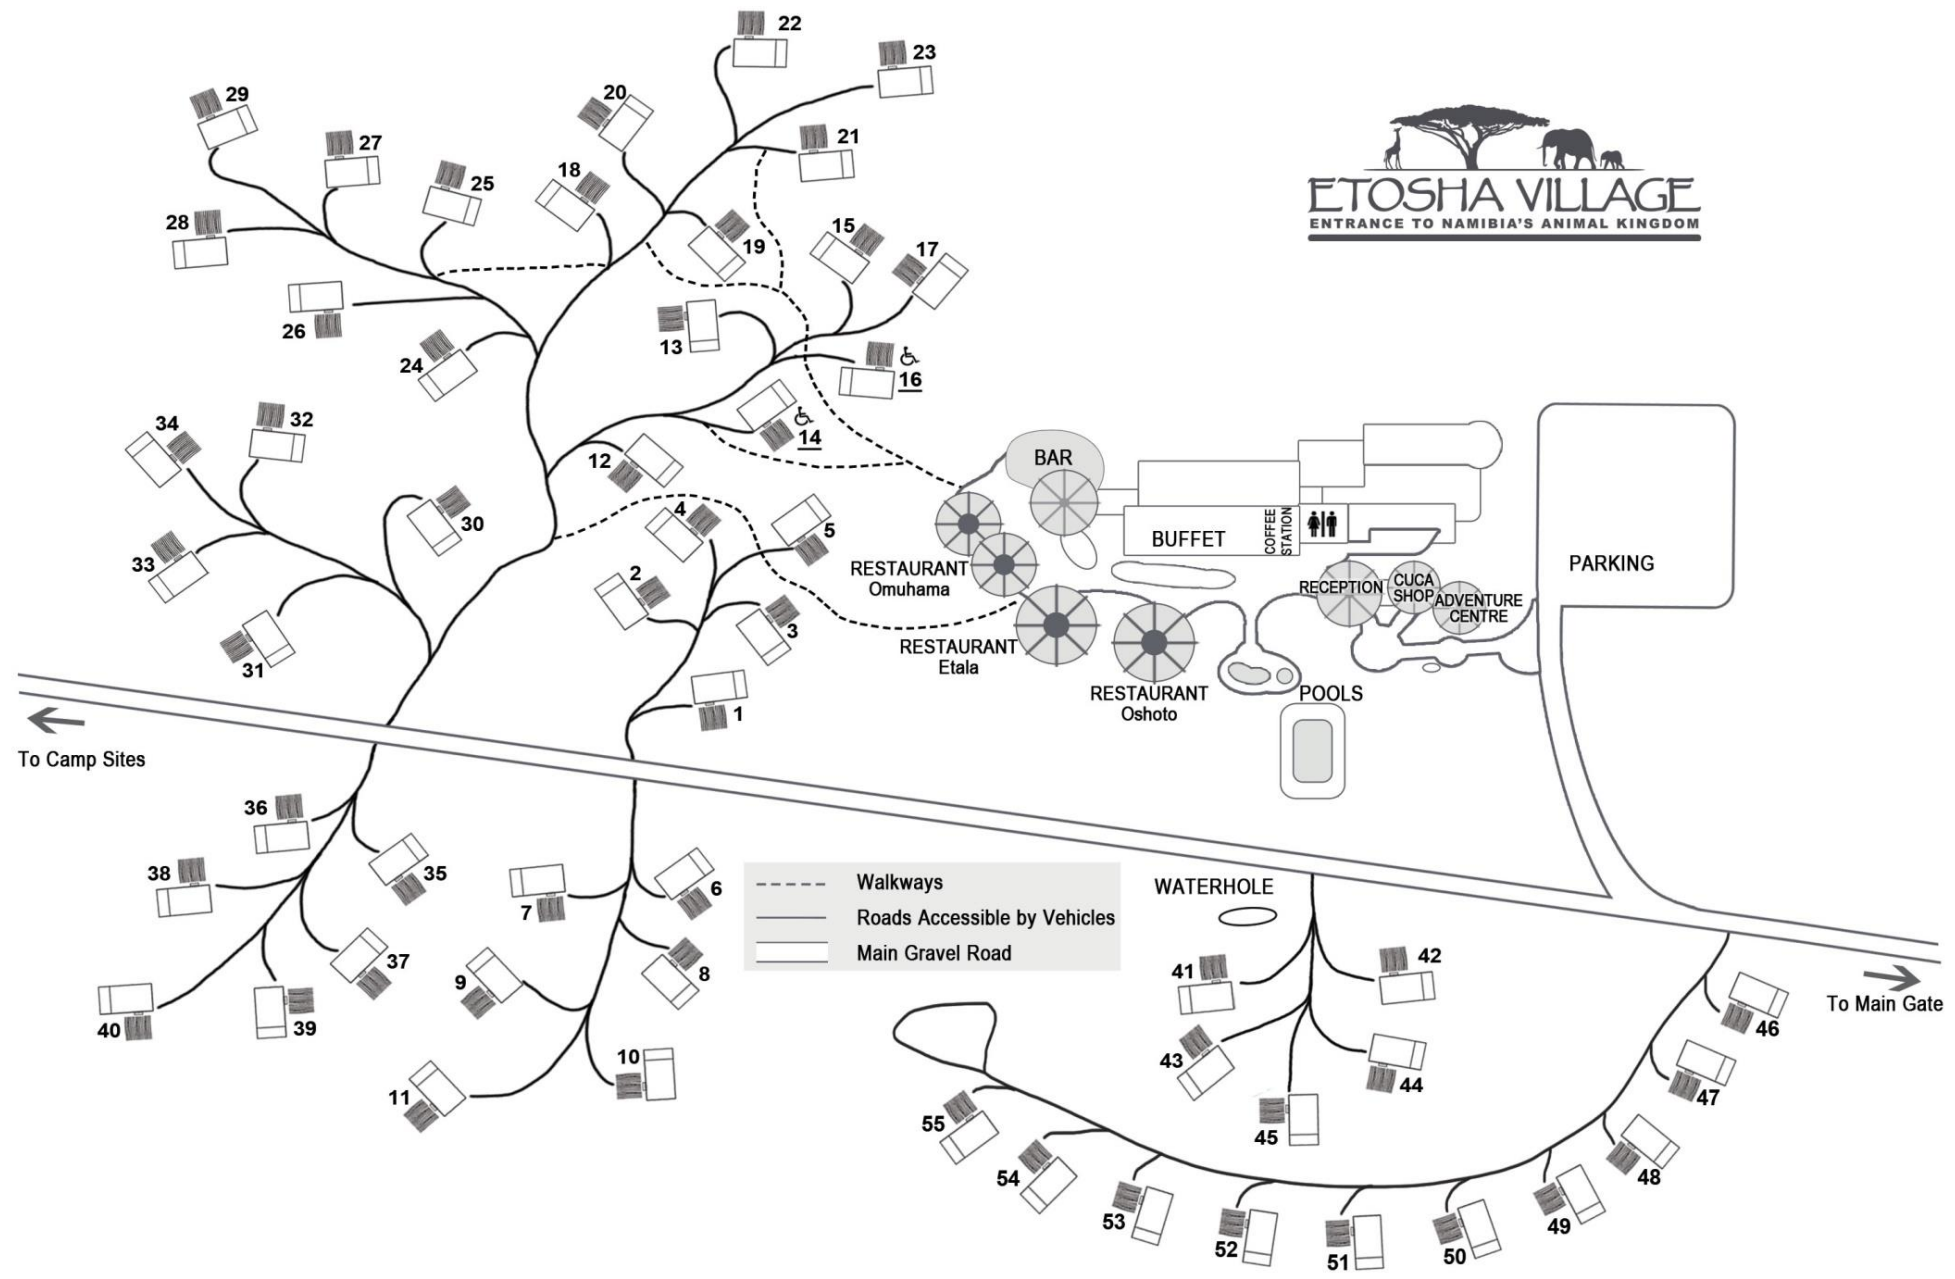 22
23
29
20
27
21
18
25
28
15
19
17
26
13
24
16
34
32
14
12
30
4
5
33
2
3
31
1
ETOSHA VILLAGE
ENTRANCE TO NAMIBIA'S ANIMAL KINGDOM
BAR
BUFFET
COFFEE
STATION
PARKING
RESTAURANT
Omuhama
RECEPTION
CUCA
SHOP
ADVENTURE
CENTRE
RESTAURANT
Etala
RESTAURANT
Oshoto
POOLS
To Camp Sites
36
38
35
7
6
37
9
8
40
39
10
11
Walkways
Roads Accessible by Vehicles
Main Gravel Road
WATERHOLE
41
42
43
44
45
To Main Gate
46
47
48
49
50
51
52
53
54
55